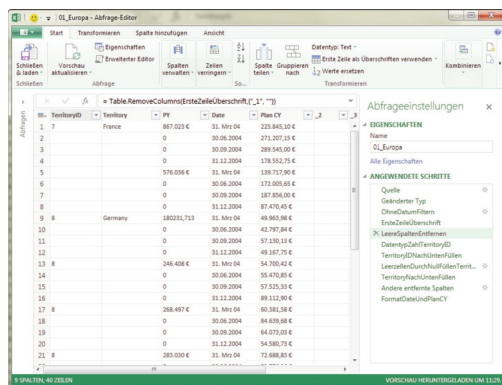 01_Europa - Abfrage-Editor
Start Transformieren Spalte hinzufügen Ansicht
Schließen & laden
Vorschau aktualisieren
Eigenschaften
Erweiterter Editor
Spalten verwalten
Zeilen verringern
Spalte teilen
Gruppieren nach
Datentyp: Text
Erste Zeile als Überschriften verwenden
Werte ersetzen
Kombinieren
Schließen Abfrage So... Transformieren
= Table.RemoveColumns(ErsteZeileÜberschrift,{"_1", ""})
Abfragen
TerritoryID Territory PY Date Plan CY _2 _3
1 7 France 867.023 € 31. Mrz 04 225.845,10 €
2 0 30.06.2004 271.207,15 €
3 0 30.09.2004 289.545,00 €
4 0 31.12.2004 178.552,75 €
5 576.036 € 31. Mrz 04 139.717,90 €
6 0 30.06.2004 172.005,65 €
7 0 30.09.2004 187.856,00 €
8 0 31.12.2004 87.470,45 €
9 8 Germany 180231,713 31. Mrz 04 49.963,98 €
10 0 30.06.2004 42.797,84 €
11 0 30.09.2004 57.130,13 €
12 0 31.12.2004 49.167,75 €
13 8 246.408 € 31. Mrz 04 54.700,42 €
14 0 30.06.2004 55.470,85 €
15 0 30.09.2004 57.525,33 €
16 0 31.12.2004 89.112,90 €
17 8 268.497 € 31. Mrz 04 60.381,58 €
18 0 30.06.2004 84.639,68 €
19 0 30.09.2004 64.073,03 €
20 0 31.12.2004 54.580,73 €
21 8 283.030 € 31. Mrz 04 72.688,83 €
Abfrageeinstellungen
EIGENSCHAFTEN
Name
01_Europa
Alle Eigenschaften
ANGEWENDETE SCHRITTE
Quelle
Geänderter Typ
OhneDatumFiltern
ErsteZeileÜberschrift
LeereSpaltenEntfernen
DatentypZahlTerritoryID
TerritoryIDNachUntenFüllen
LeerzellenDurchNullFüllenTerrit...
TerritoryNachUntenFüllen
Andere entfernte Spalten
FormatDateUndPlanCY
9 SPALTEN, 40 ZEILEN
VORSCHAU HERUNTERGELADEN UM 11:29